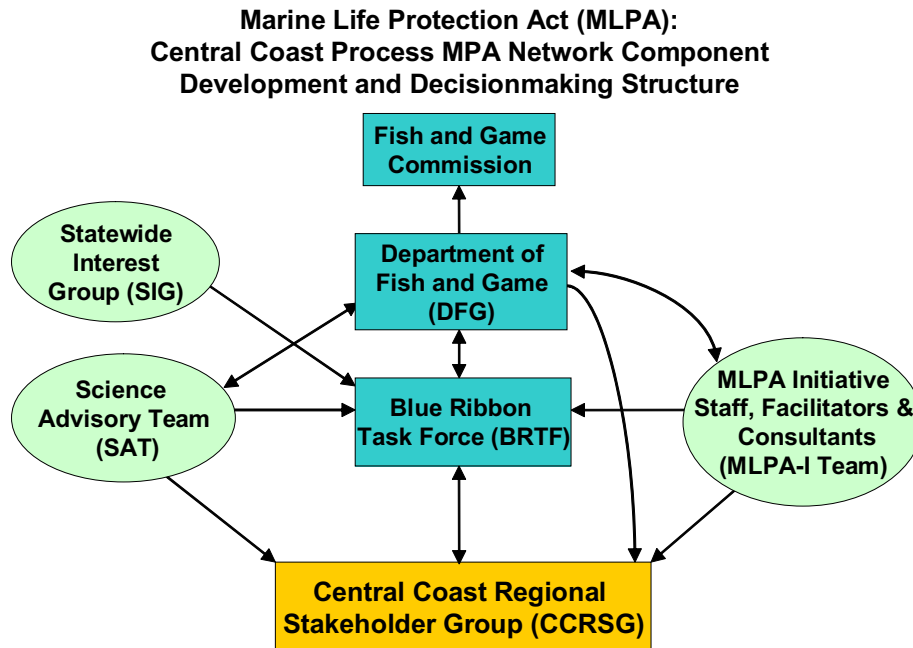 Marine Life Protection Act (MLPA):
Central Coast Process MPA Network Component
Development and Decisionmaking Structure
Fish and Game
Commission
Statewide
Interest
Group (SIG)
Department of
Fish and Game
(DFG)
Science
Advisory Team
(SAT)
Blue Ribbon
Task Force (BRTF)
MLPA Initiative
Staff, Facilitators &
Consultants
(MLPA-I Team)
Central Coast Regional
Stakeholder Group (CCRSG)